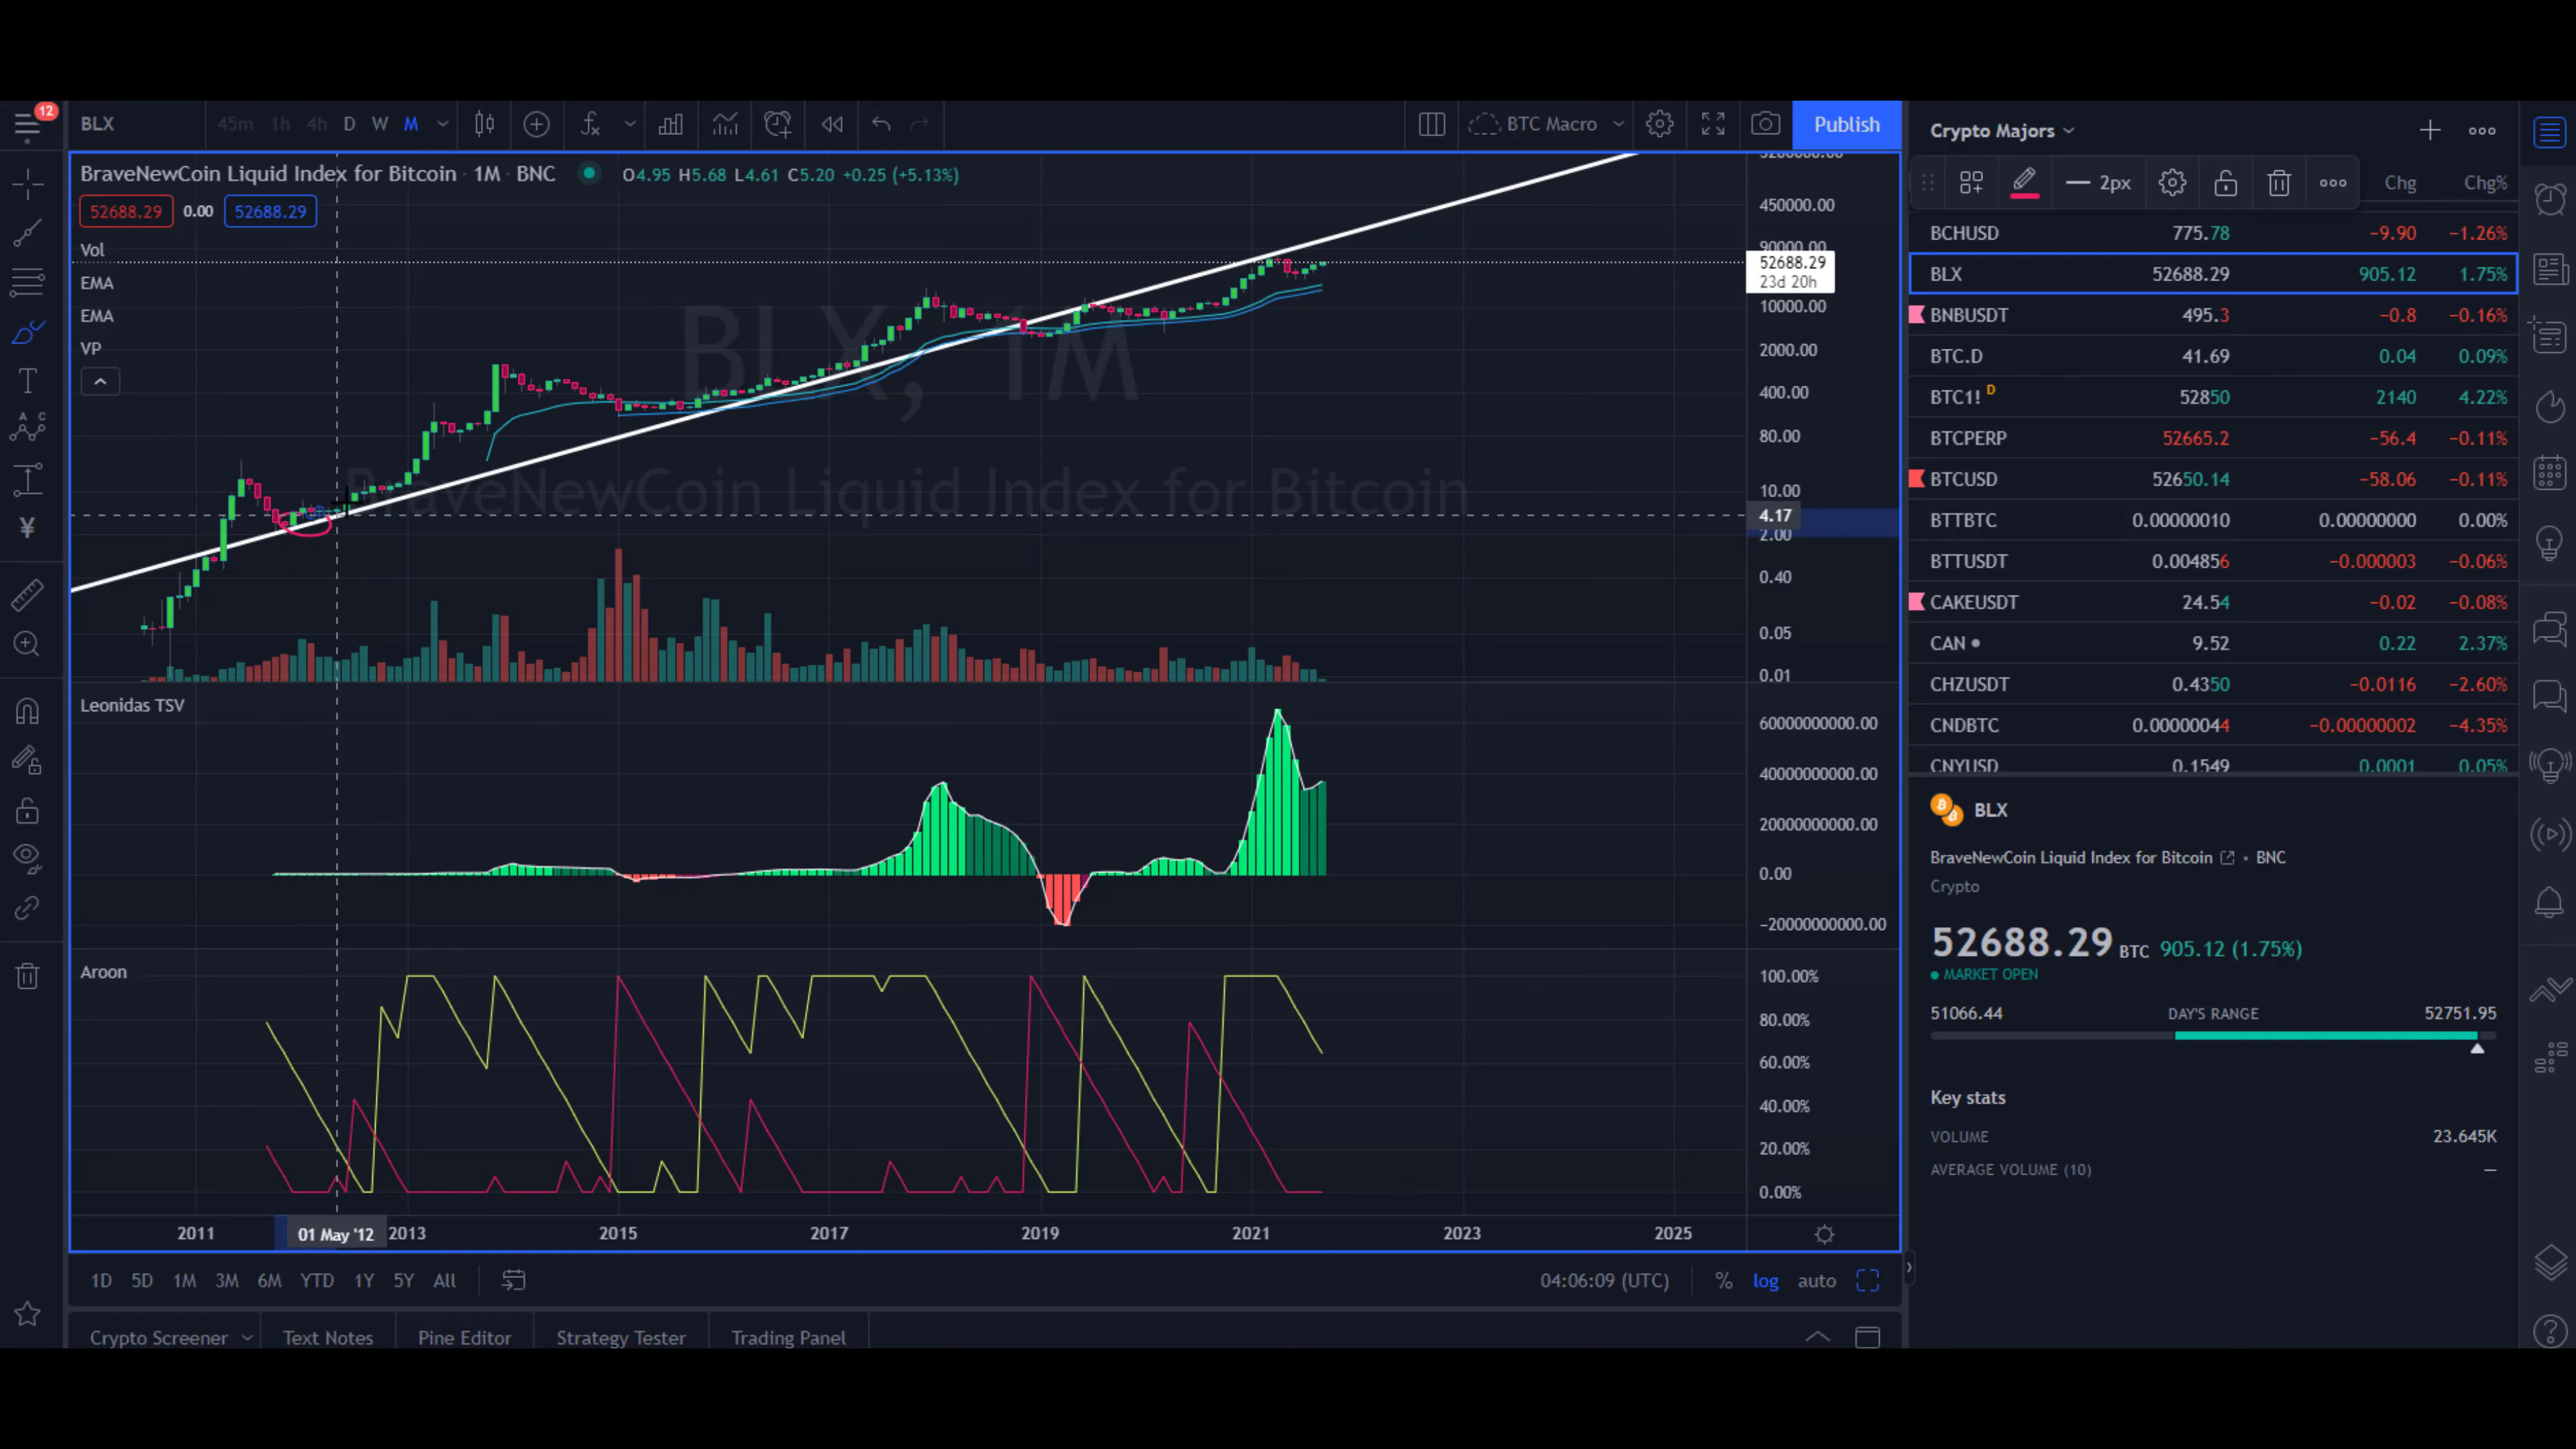 12
BLX 45m 1h 4h D W M BTC Macro Publish
BraveNewCoin Liquid Index for Bitcoin · 1M · BNC O4.95 H5.68 L4.61 C5.20 +0.25 (+5.13%)
52688.29 0.00 52688.29
Vol
EMA
EMA
VP
BLX, 1M
BraveNewCoin Liquid Index for Bitcoin
450000.00
90000.00
52688.29
23d 20h
10000.00
2000.00
400.00
80.00
10.00
4.17
2.00
0.40
0.05
0.01
Leonidas TSV
60000000000.00
40000000000.00
20000000000.00
0.00
-20000000000.00
Aroon
100.00%
80.00%
60.00%
40.00%
20.00%
0.00%
2011 01 May '12 2013 2015 2017 2019 2021 2023 2025
1D 5D 1M 3M 6M YTD 1Y 5Y All 04:06:09 (UTC) % log auto
Crypto Screener Text Notes Pine Editor Strategy Tester Trading Panel
Crypto Majors
2px Chg Chg%
BCHUSD 775.78 -9.90 -1.26%
BLX 52688.29 905.12 1.75%
BNBUSDT 495.3 -0.8 -0.16%
BTC.D 41.69 0.04 0.09%
BTC1! D 52850 2140 4.22%
BTCPERP 52665.2 -56.4 -0.11%
BTCUSD 52650.14 -58.06 -0.11%
BTTBTC 0.00000010 0.00000000 0.00%
BTTUSDT 0.004856 -0.000003 -0.06%
CAKEUSDT 24.54 -0.02 -0.08%
CAN 9.52 0.22 2.37%
CHZUSDT 0.4350 -0.0116 -2.60%
CNDBTC 0.00000044 -0.00000002 -4.35%
CNYUSD 0.1549 0.0001 0.05%
BLX
BraveNewCoin Liquid Index for Bitcoin • BNC
Crypto
52688.29 BTC 905.12 (1.75%)
MARKET OPEN
51066.44 DAY'S RANGE 52751.95
Key stats
VOLUME 23.645K
AVERAGE VOLUME (10) —